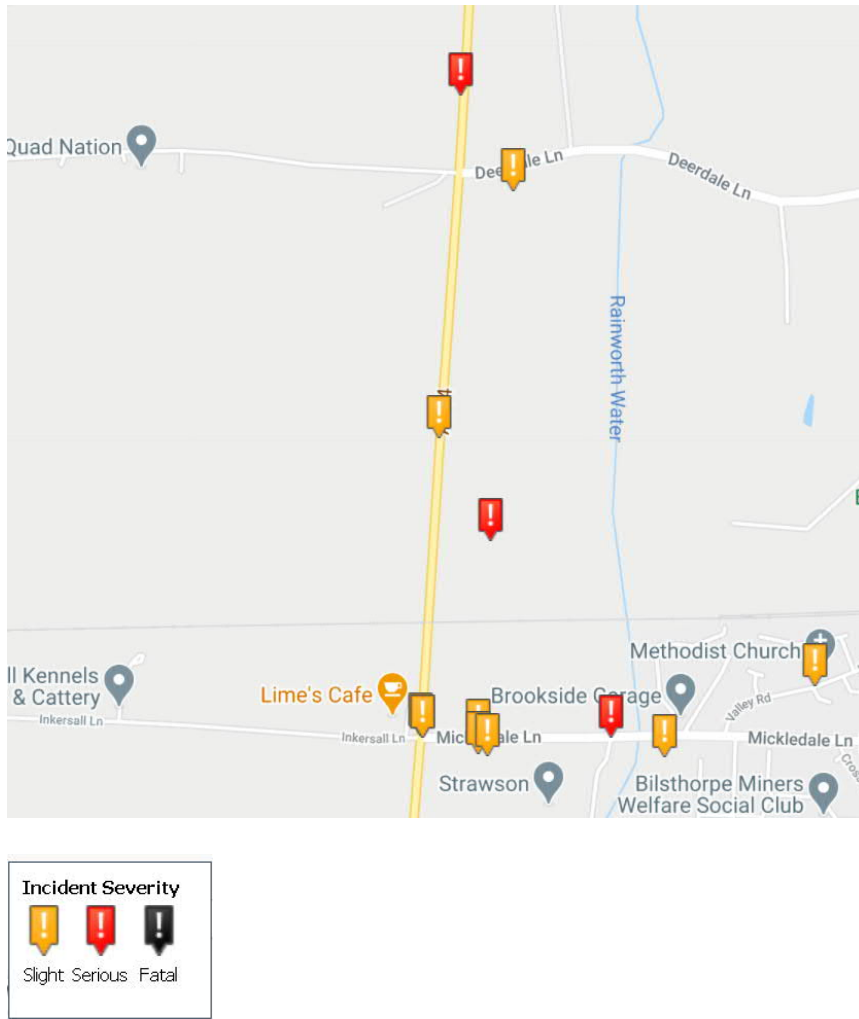 Quad Nation
Deerdale Ln
Deerdale Ln
Rainworth Water
Methodist Church
ll Kennels
& Cattery
Lime's Cafe
Brookside Garage
Valley Rd
Inkersall Ln
Inkersall Ln
Mickledale Ln
Mickledale Ln
Cross
Strawson
Bilsthorpe Miners
Welfare Social Club
Incident Severity
Slight Serious Fatal